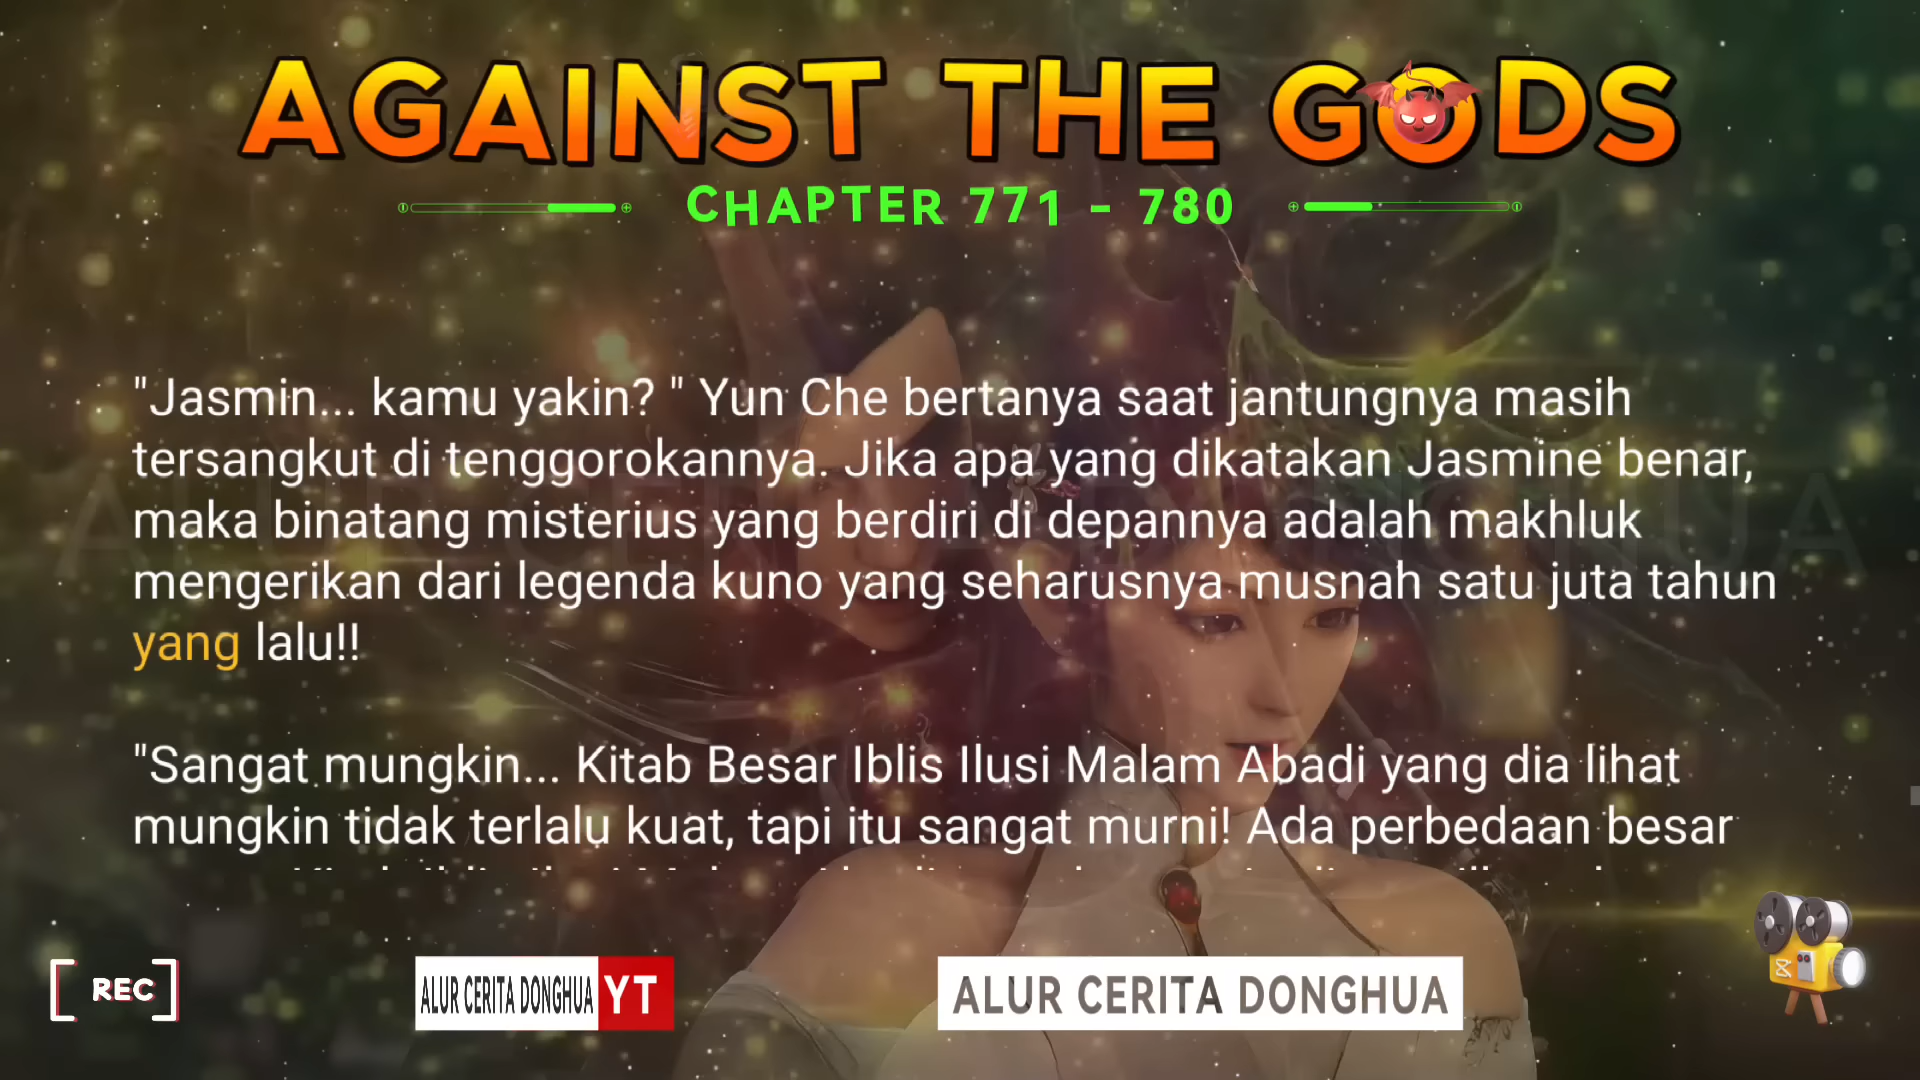 AGAINST THE GODS
CHAPTER 771 - 780
"Jasmin... kamu yakin? " Yun Che bertanya saat jantungnya masih
tersangkut di tenggorokannya. Jika apa yang dikatakan Jasmine benar,
maka binatang misterius yang berdiri di depannya adalah makhluk
mengerikan dari legenda kuno yang seharusnya musnah satu juta tahun
yang lalu!!
"Sangat mungkin... Kitab Besar Iblis Ilusi Malam Abadi yang dia lihat
mungkin tidak terlalu kuat, tapi itu sangat murni! Ada perbedaan besar
REC
ALUR CERITA DONGHUA YT
ALUR CERITA DONGHUA